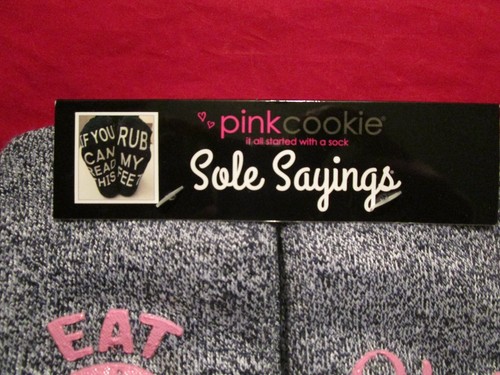 pinkcookie®
it all started with a sock
Sole Sayings
IF YOU RUB
CAN MY
READ FEET
THIS
EAT